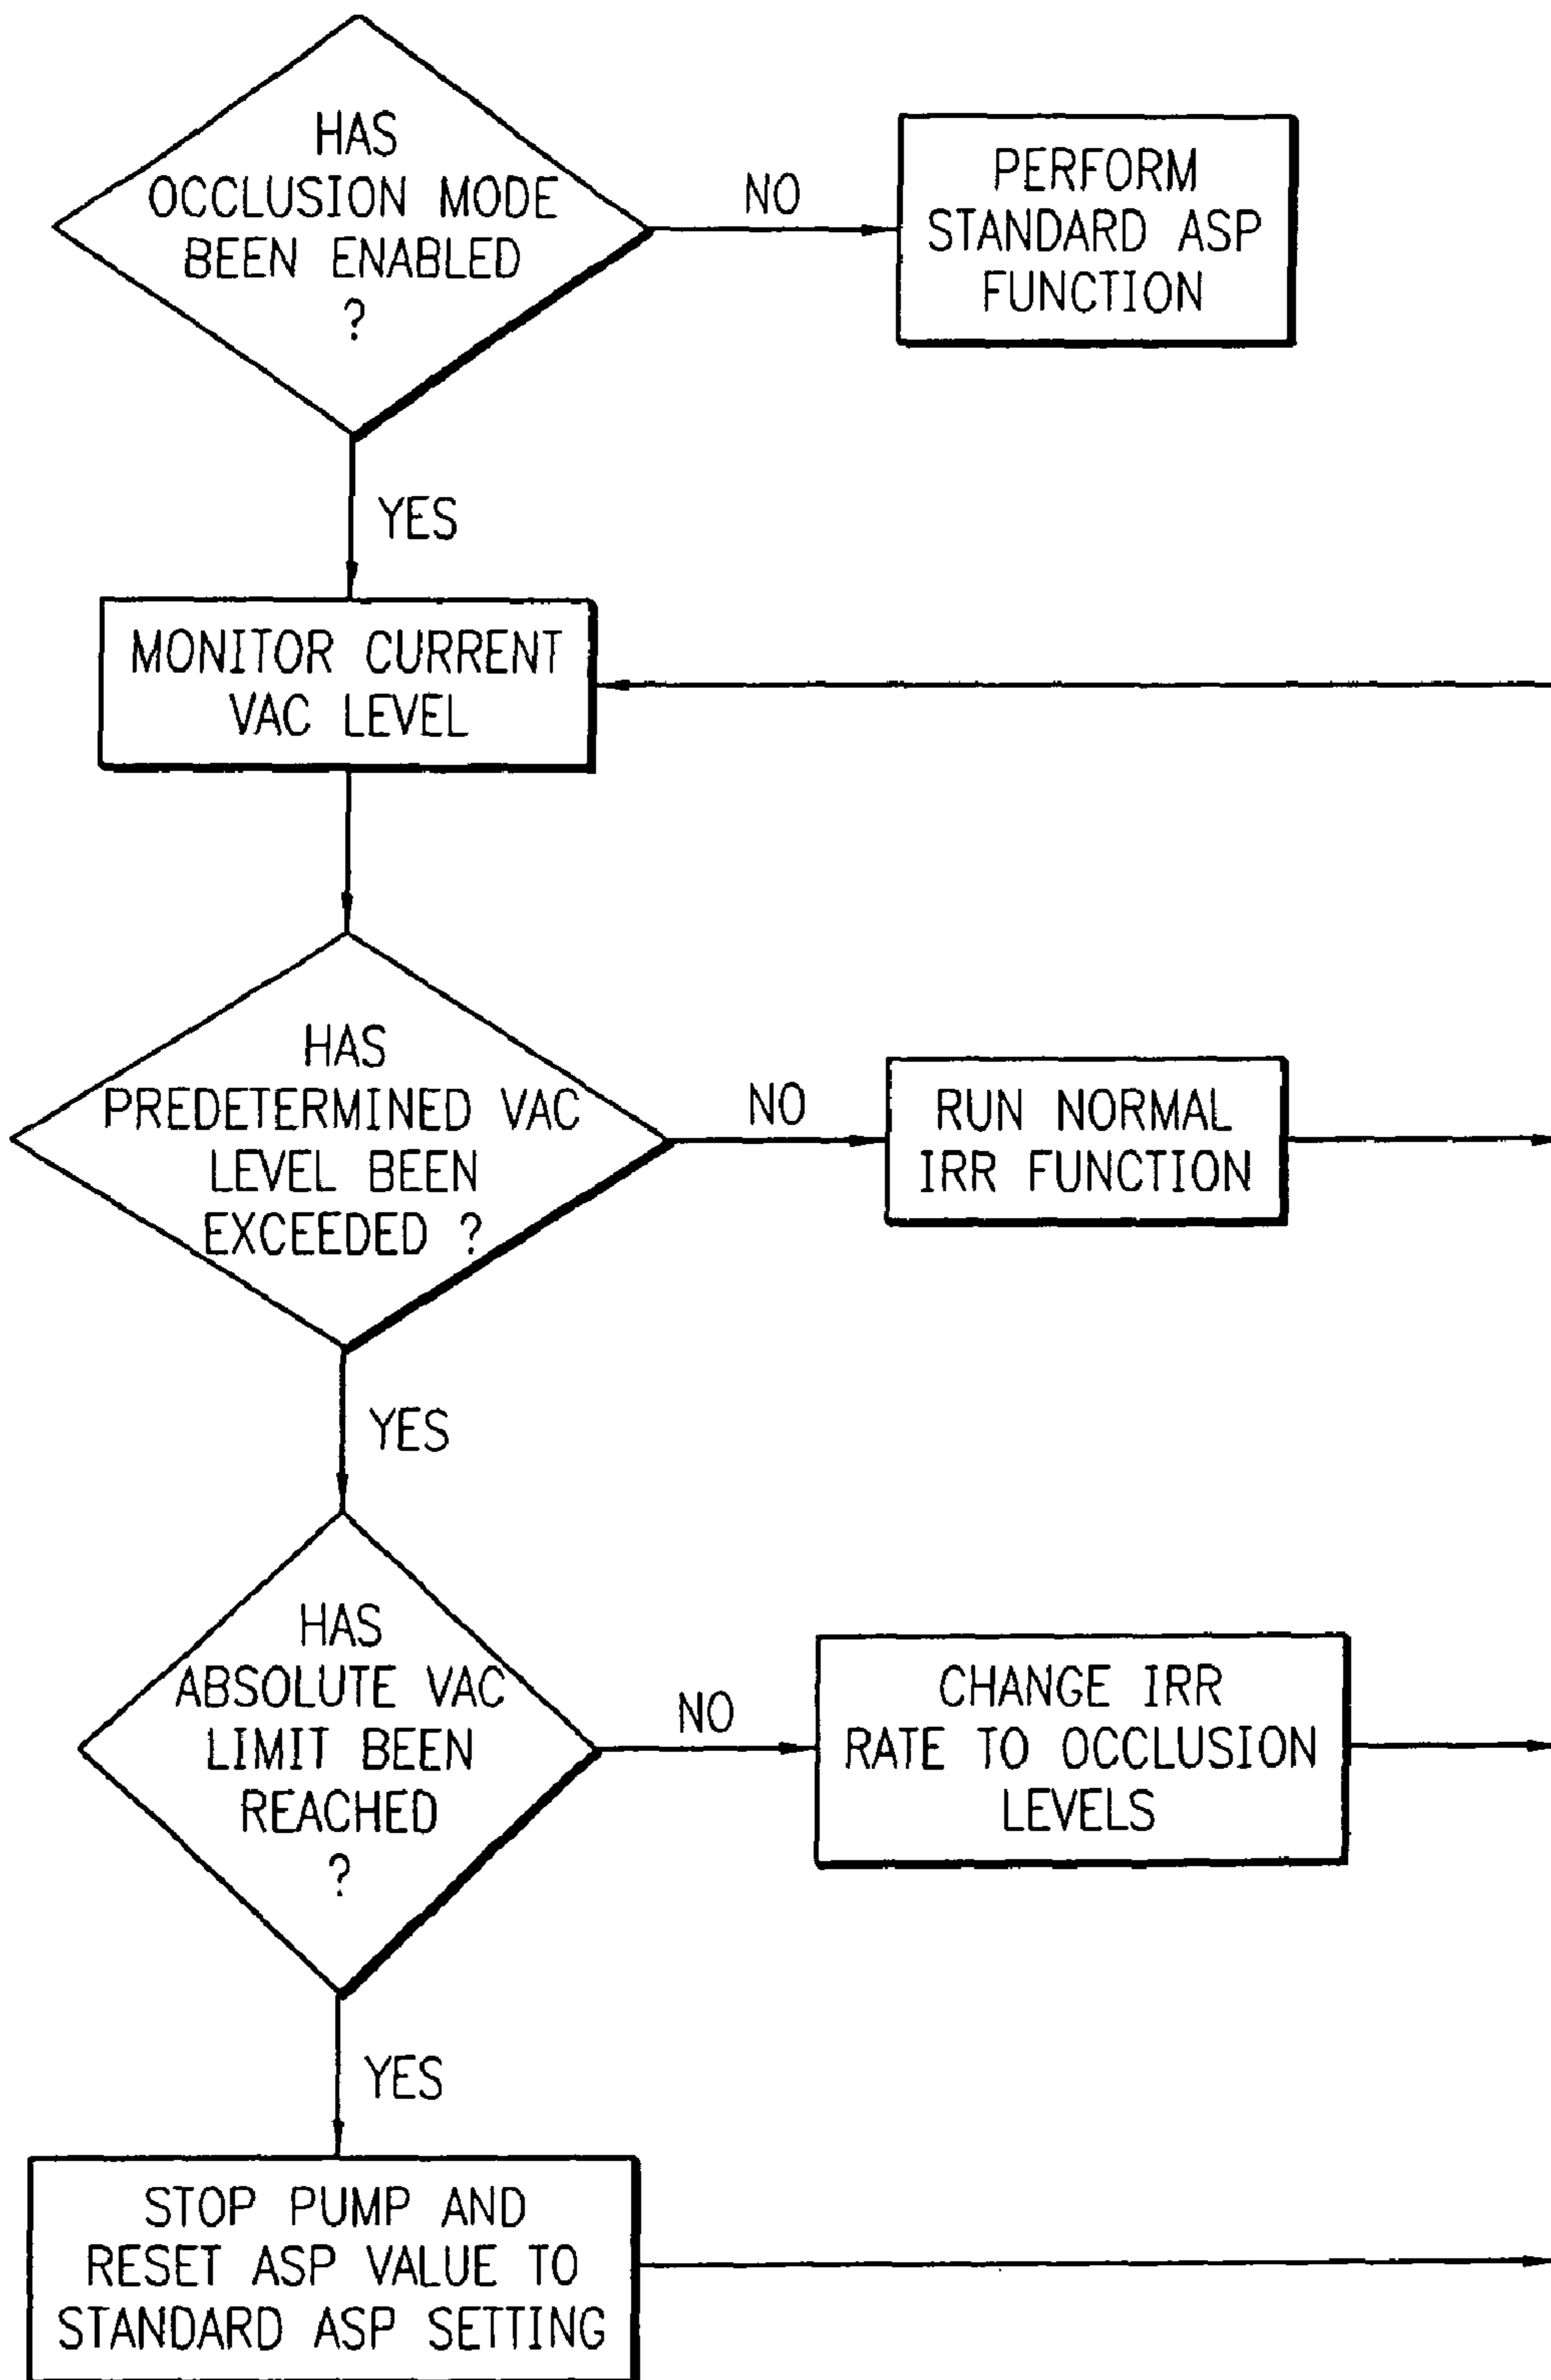 HAS
OCCLUSION MODE
BEEN ENABLED
?
NO
PERFORM
STANDARD ASP
FUNCTION
YES
MONITOR CURRENT
VAC LEVEL
HAS
PREDETERMINED VAC
LEVEL BEEN
EXCEEDED ?
NO
RUN NORMAL
IRR FUNCTION
YES
HAS
ABSOLUTE VAC
LIMIT BEEN
REACHED
?
NO
CHANGE IRR
RATE TO OCCLUSION
LEVELS
YES
STOP PUMP AND
RESET ASP VALUE TO
STANDARD ASP SETTING